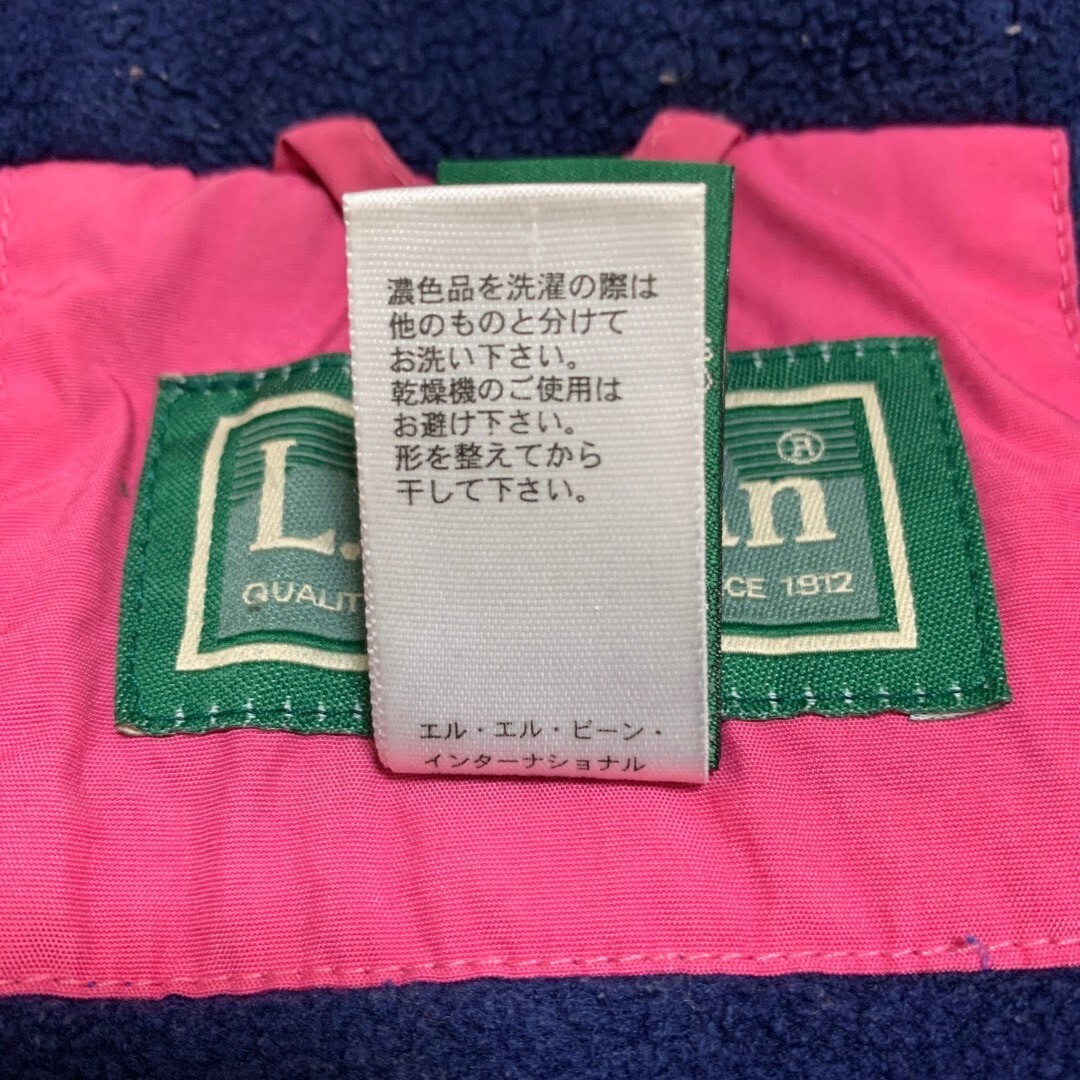 濃色品を洗濯の際は
他のものと分けて
お洗い下さい。
乾燥機のご使用は
お避け下さい。
形を整えてから
干して下さい。
エル・エル・ビーン・
インターナショナル
L.
an
®
QUALIT
CE 1912